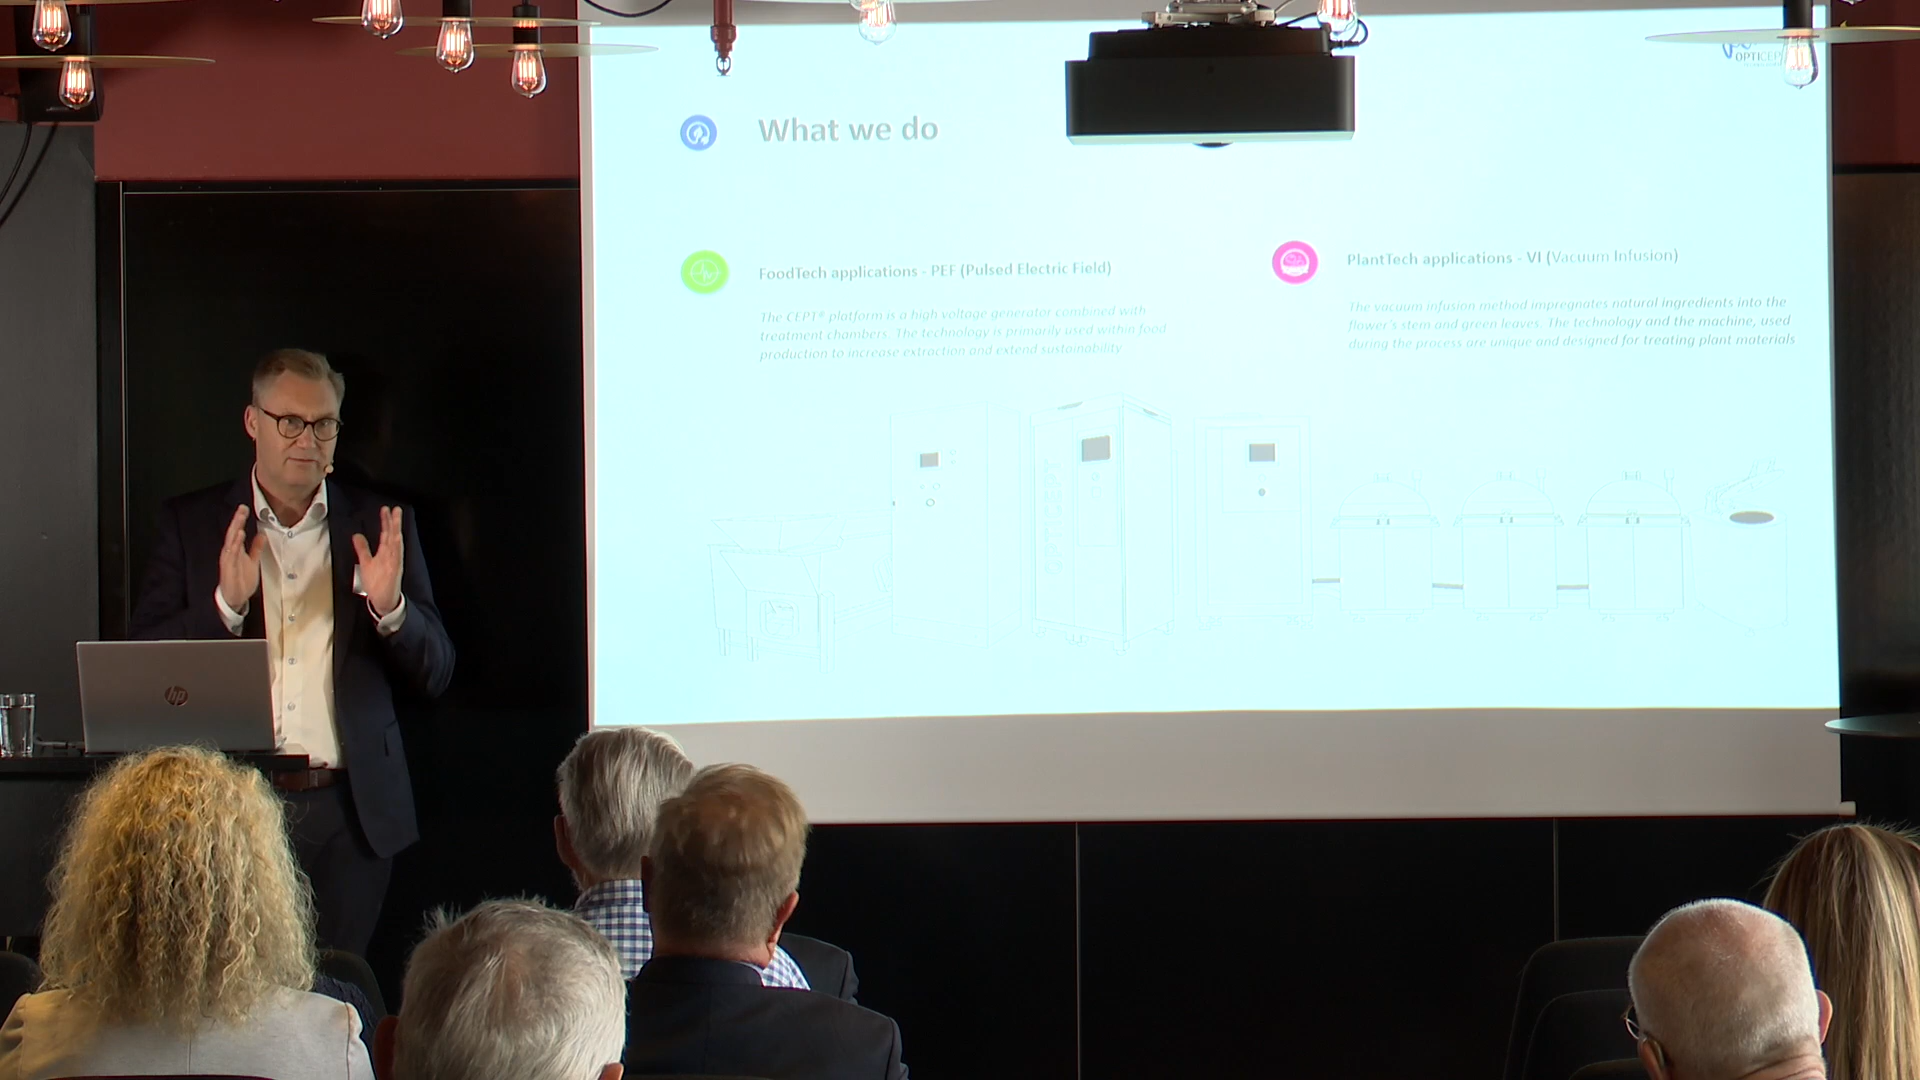 OPTICEPT
What we do
FoodTech applications - PEF (Pulsed Electric Field)
The CEPT® platform is a high voltage generator combined with
treatment chambers. The technology is primarily used within food
production to increase extraction and extend sustainability
PlantTech applications - VI (Vacuum Infusion)
The vacuum infusion method impregnates natural ingredients into the
flower's stem and green leaves. The technology and the machine, used
during the process are unique and designed for treating plant materials
OPTICEPT
hp